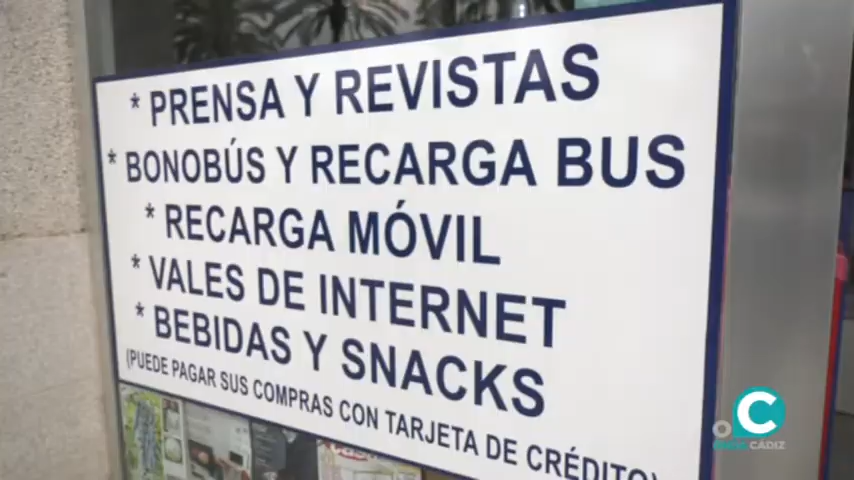 * PRENSA Y REVISTAS
* BONOBÚS Y RECARGA BUS
* RECARGA MÓVIL
* VALES DE INTERNET
* BEBIDAS Y SNACKS
(PUEDE PAGAR SUS COMPRAS CON TARJETA DE CRÉDITO)
CÁDIZ